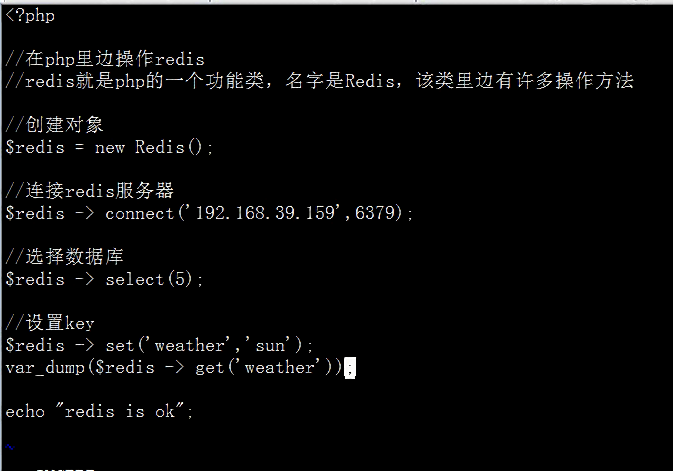 <?php
//在php里边操作redis
//redis就是php的一个功能类，名字是Redis，该类里边有许多操作方法
//创建对象
$redis = new Redis();
//连接redis服务器
$redis -> connect('192.168.39.159',6379);
//选择数据库
$redis -> select(5);
//设置key
$redis -> set('weather','sun');
var_dump($redis -> get('weather'));
echo "redis is ok";
~